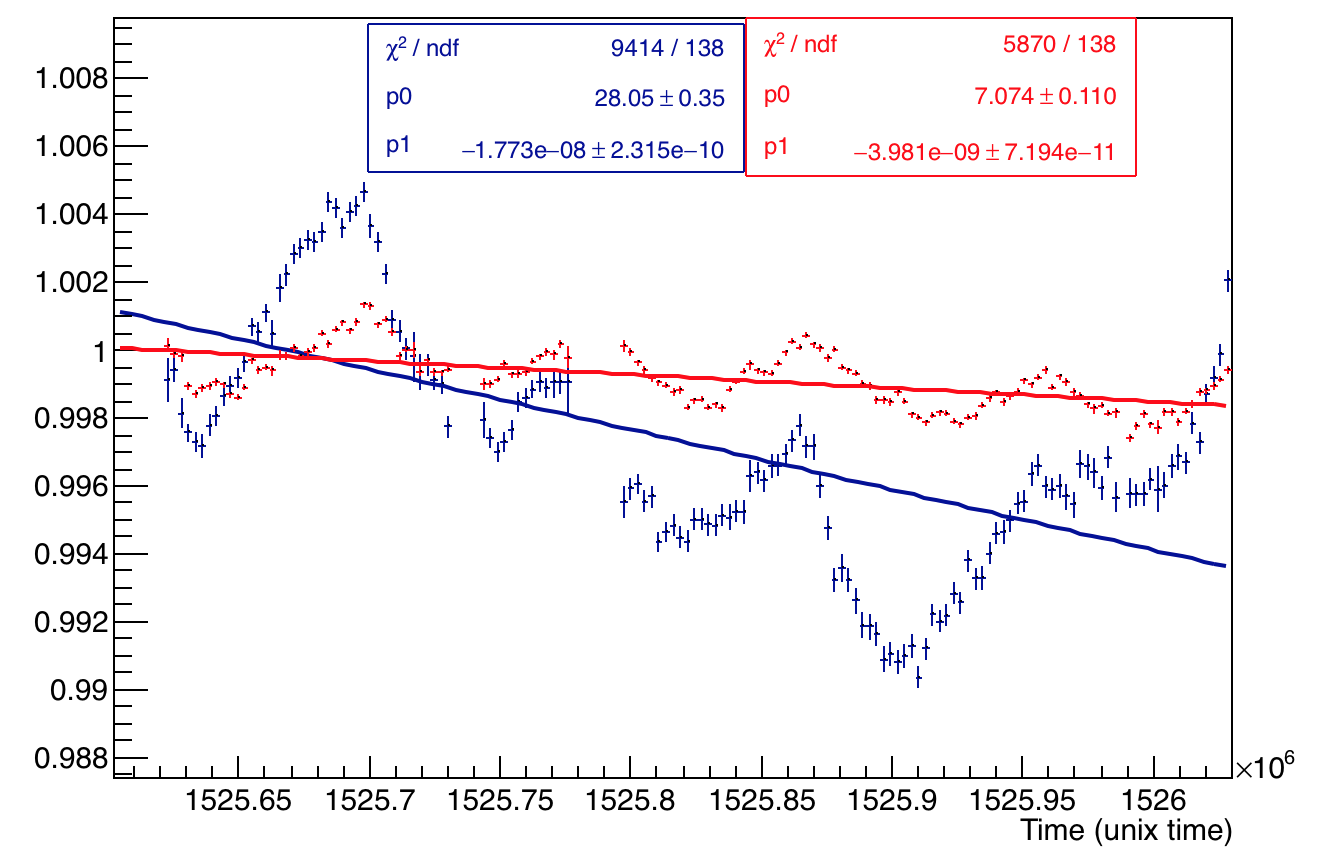 χ² / ndf 9414 / 138
p0 28.05 ± 0.35
p1 −1.773e−08 ± 2.315e−10
χ² / ndf 5870 / 138
p0 7.074 ± 0.110
p1 −3.981e−09 ± 7.194e−11
1.008
1.006
1.004
1.002
1
0.998
0.996
0.994
0.992
0.99
0.988
1525.65 1525.7 1525.75 1525.8 1525.85 1525.9 1525.95 1526
×10⁶
Time (unix time)